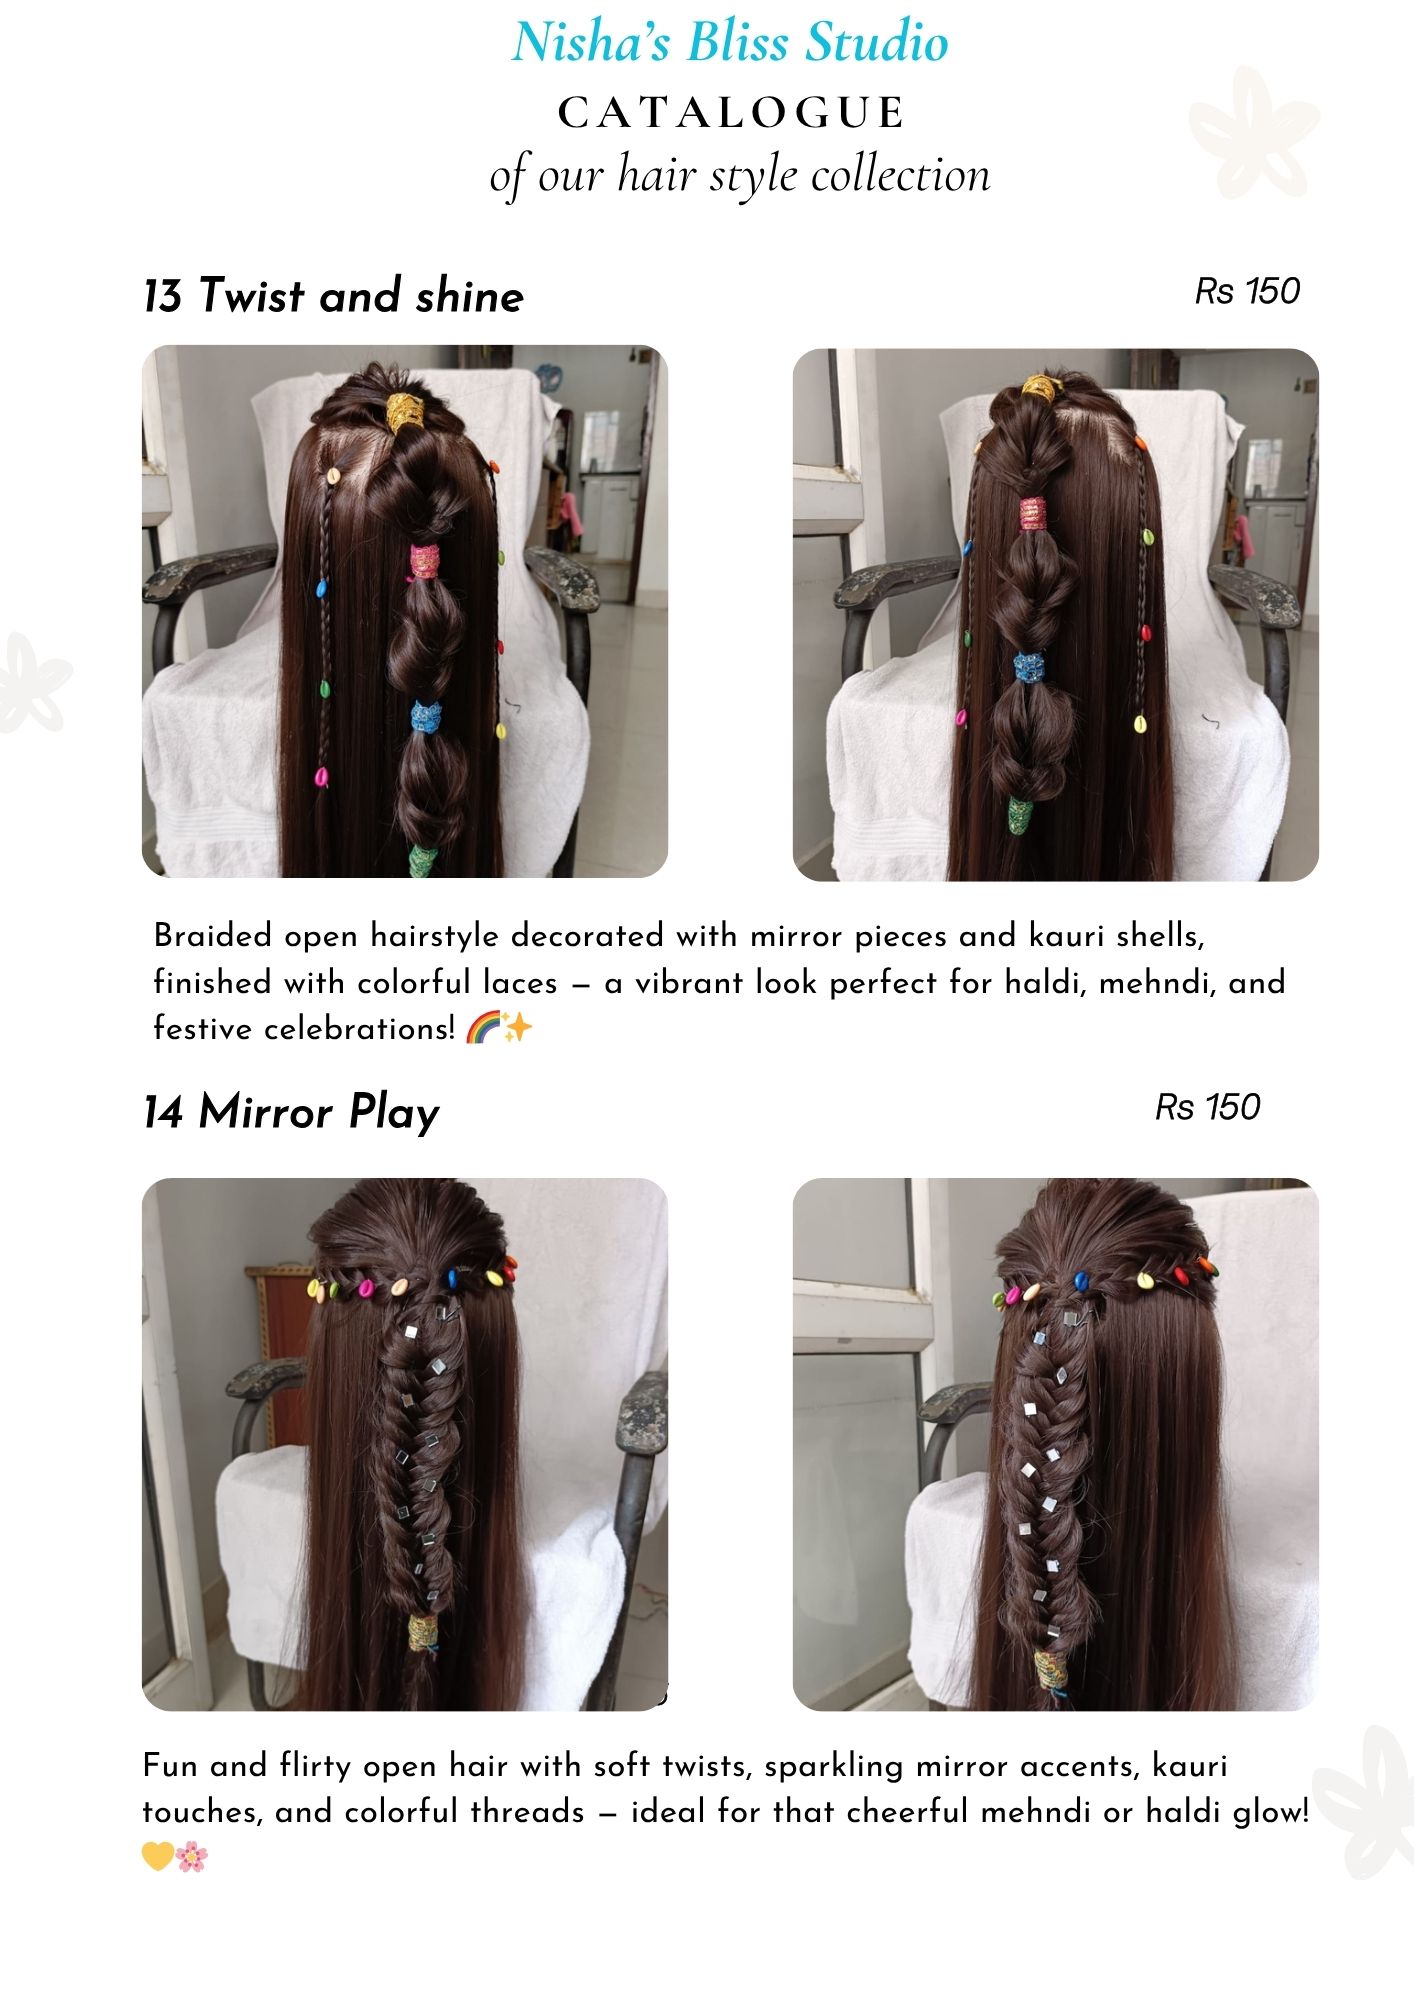 Nisha's Bliss Studio
CATALOGUE
of our hair style collection
13 Twist and shine
Rs 150
Braided open hairstyle decorated with mirror pieces and kauri shells,
finished with colorful laces – a vibrant look perfect for haldi, mehndi, and
festive celebrations! 🌈✨
14 Mirror Play
Rs 150
Fun and flirty open hair with soft twists, sparkling mirror accents, kauri
touches, and colorful threads – ideal for that cheerful mehndi or haldi glow!
💛🌸